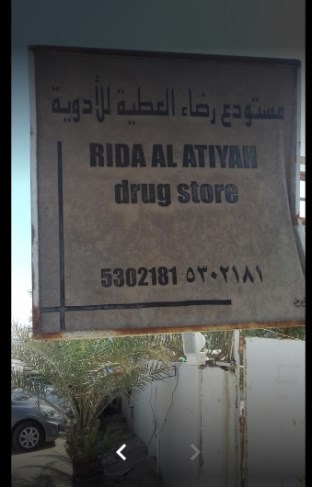 مستودع رضاء العطية للأدوية
RIDA AL ATIYAH
drug store
5302181 ٥٣٠٢١٨١